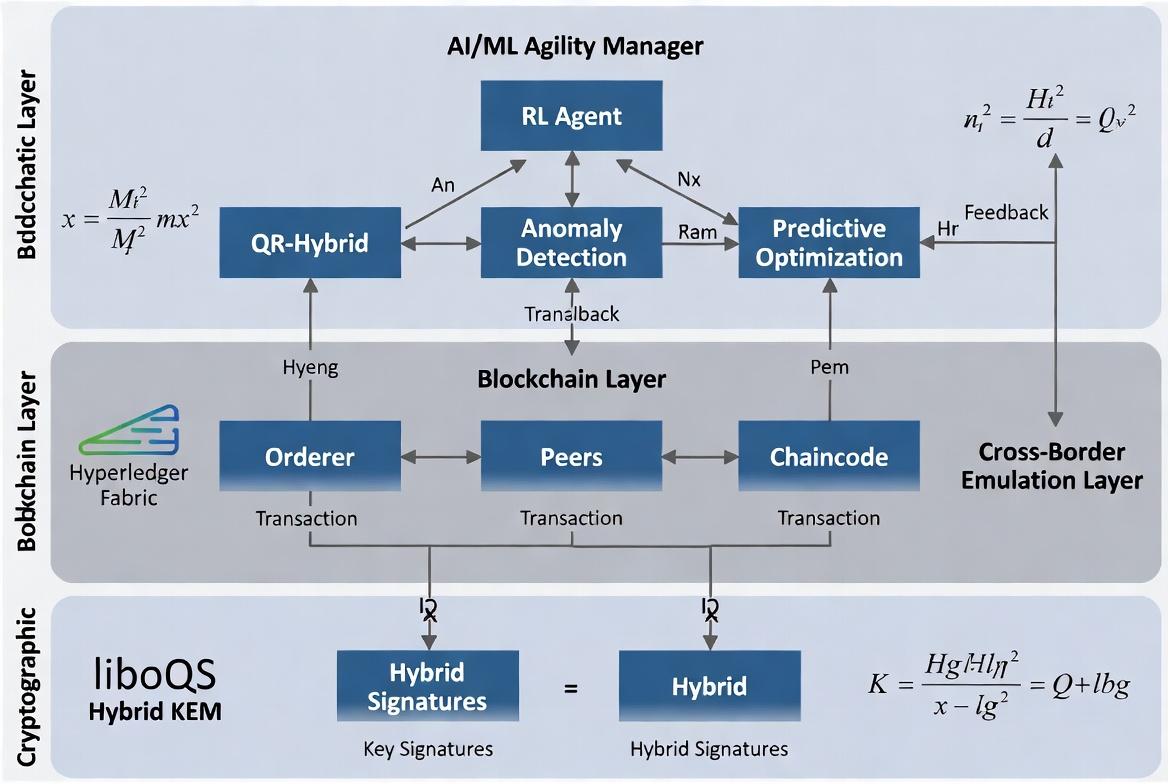 AI/ML Agility Manager
Bddcchatic Layer
RL Agent
An
Nx
QR-Hybrid
Anomaly
Detection
Ram
Predictive
Optimization
Hr
Feedback
Tranalback
Hyeng
Pem
Bobkchain Layer
Blockchain Layer
Hyperledger
Fabric
Orderer
Peers
Chaincode
Cross-Border
Emulation Layer
Transaction
Transaction
Transaction
Cryptographic
liboQS
Hybrid KEM
Hybrid
Signatures
=
Hybrid
Key Signatures
Hybrid Signatures